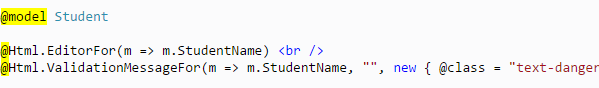 @model Student
@Html.EditorFor(m => m.StudentName) <br />
@Html.ValidationMessageFor(m => m.StudentName, "", new { @class = "text-danger